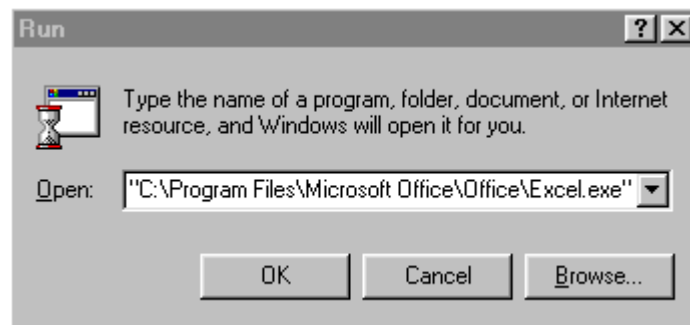 Run
Type the name of a program, folder, document, or Internet
resource, and Windows will open it for you.
Open: "C:\Program Files\Microsoft Office\Office\Excel.exe"
OK Cancel Browse...